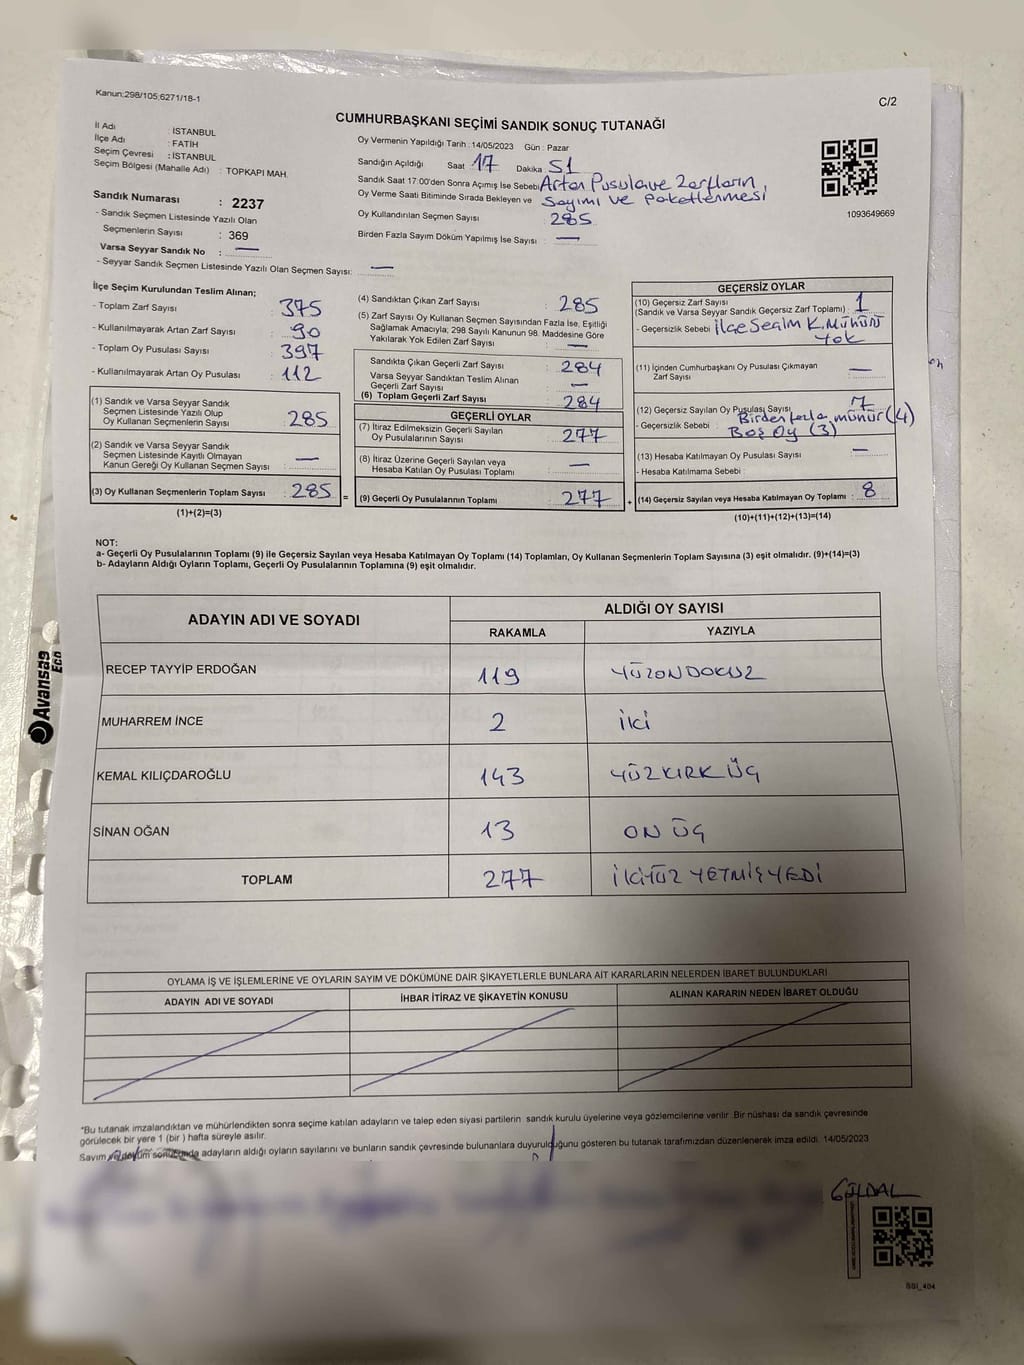 Kanun:298/105;6271/18-1
C/2
CUMHURBAŞKANI SEÇİMİ SANDIK SONUÇ TUTANAĞI
İl Adı : İSTANBUL
İlçe Adı : FATİH
Seçim Çevresi : İSTANBUL
Seçim Bölgesi (Mahalle Adı) : TOPKAPI MAH.
Oy Vermenin Yapıldığı Tarih : 14/05/2023 Gün : Pazar
Sandığın Açıldığı Saat 17 Dakika 51
Sandık Saat 17:00'den Sonra Açımış İse Sebebi Artan Pusula ve Zarfların
Oy Verme Saati Bitiminde Sırada Bekleyen ve Sayımı ve Paketlenmesi
Oy Kullandırılan Seçmen Sayısı 285
Birden Fazla Sayım Döküm Yapılmış İse Sayısı —
1093649669
Sandık Numarası : 2237
- Sandık Seçmen Listesinde Yazılı Olan
Seçmenlerin Sayısı : 369
Varsa Seyyar Sandık No : —
- Seyyar Sandık Seçmen Listesinde Yazılı Olan Seçmen Sayısı: —
İlçe Seçim Kurulundan Teslim Alınan;
- Toplam Zarf Sayısı : 375
- Kullanılmayarak Artan Zarf Sayısı : 90
- Toplam Oy Pusulası Sayısı : 397
- Kullanılmayarak Artan Oy Pusulası : 112
(1) Sandık ve Varsa Seyyar Sandık
Seçmen Listesinde Yazılı Olup
Oy Kullanan Seçmenlerin Sayısı : 285
(2) Sandık ve Varsa Seyyar Sandık
Seçmen Listesinde Kayıtlı Olmayan
Kanun Gereği Oy Kullanan Seçmen Sayısı : —
(3) Oy Kullanan Seçmenlerin Toplam Sayısı : 285
(1)+(2)=(3)
(4) Sandıktan Çıkan Zarf Sayısı : 285
(5) Zarf Sayısı Oy Kullanan Seçmen Sayısından Fazla İse, Eşitliği
Sağlamak Amacıyla; 298 Sayılı Kanunun 98. Maddesine Göre
Yakılarak Yok Edilen Zarf Sayısı : —
Sandıkta Çıkan Geçerli Zarf Sayısı : 284
Varsa Seyyar Sandıktan Teslim Alınan
Geçerli Zarf Sayısı : —
(6) Toplam Geçerli Zarf Sayısı : 284
GEÇERLİ OYLAR
(7) İtiraz Edilmeksizin Geçerli Sayılan
Oy Pusulalarının Sayısı : 277
(8) İtiraz Üzerine Geçerli Sayılan veya
Hesaba Katılan Oy Pusulası Toplamı : —
= (9) Geçerli Oy Pusulalarının Toplamı : 277
GEÇERSİZ OYLAR
(10) Geçersiz Zarf Sayısı
(Sandık ve Varsa Seyyar Sandık Geçersiz Zarf Toplamı) : 1
- Geçersizlik Sebebi : İlçe Seçim K. Mührü
Yok
(11) İçinden Cumhurbaşkanı Oy Pusulası Çıkmayan
Zarf Sayısı : —
(12) Geçersiz Sayılan Oy Pusulası Sayısı : 7
- Geçersizlik Sebebi : Birden fazla mühür (4)
Boş Oy (3)
(13) Hesaba Katılmayan Oy Pusulası Sayısı : —
- Hesaba Katılmama Sebebi :
+ (14) Geçersiz Sayılan veya Hesaba Katılmayan Oy Toplamı : 8
(10)+(11)+(12)+(13)=(14)
NOT:
a- Geçerli Oy Pusulalarının Toplamı (9) ile Geçersiz Sayılan veya Hesaba Katılmayan Oy Toplamı (14) Toplamları, Oy Kullanan Seçmenlerin Toplam Sayısına (3) eşit olmalıdır. (9)+(14)=(3)
b- Adayların Aldığı Oyların Toplamı, Geçerli Oy Pusulalarının Toplamına (9) eşit olmalıdır.
ADAYIN ADI VE SOYADI ALDIĞI OY SAYISI
RAKAMLA YAZIYLA
RECEP TAYYİP ERDOĞAN 119 YÜZONDOKUZ
MUHARREM İNCE 2 İKİ
KEMAL KILIÇDAROĞLU 143 YÜZKIRK ÜÇ
SİNAN OĞAN 13 ON ÜÇ
TOPLAM 277 İKİYÜZ YETMİŞ YEDİ
OYLAMA İŞ VE İŞLEMLERİNE VE OYLARIN SAYIM VE DÖKÜMÜNE DAİR ŞİKAYETLERLE BUNLARA AİT KARARLARIN NELERDEN İBARET BULUNDUKLARI
ADAYIN ADI VE SOYADI İHBAR İTİRAZ VE ŞİKAYETİN KONUSU ALINAN KARARIN NEDEN İBARET OLDUĞU
*Bu tutanak imzalandıktan ve mühürlendikten sonra seçime katılan adayların ve talep eden siyasi partilerin sandık kurulu üyelerine veya gözlemcilerine verilir. Bir nüshası da sandık çevresinde
görülecek bir yere 1 (bir ) hafta süreyle asılır.
Sayım ve döküm sonucunda adayların aldığı oyların sayılarını ve bunların sandık çevresinde bulunanlara duyurulduğunu gösteren bu tutanak tarafımızdan düzenlenerek imza edildi. 14/05/2023
SSI_404
Avansas
Eco
Avansas